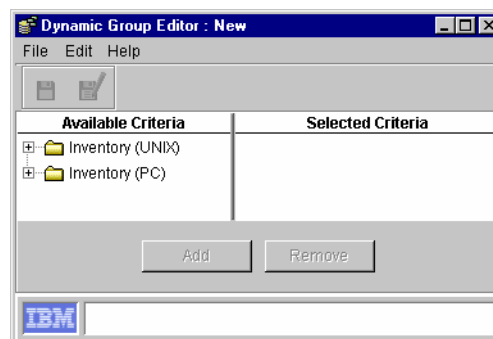 Dynamic Group Editor : New
File Edit Help
Available Criteria Selected Criteria
Inventory (UNIX)
Inventory (PC)
Add Remove
IBM